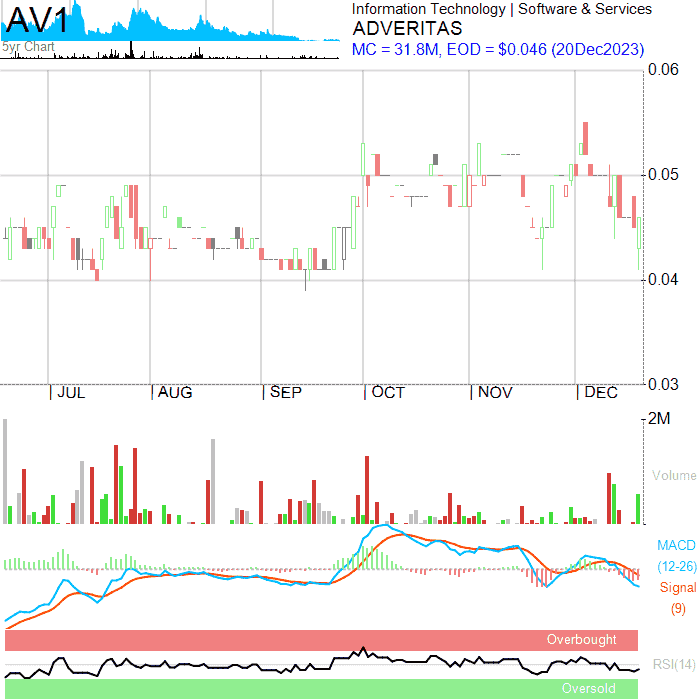 AV1
5yr Chart
Information Technology | Software & Services
ADVERITAS
MC = 31.8M, EOD = $0.046 (20Dec2023)
0.06
0.05
0.04
0.03
JUL AUG SEP OCT NOV DEC
2M
Volume
MACD
(12-26)
Signal
(9)
Overbought
RSI(14)
Oversold